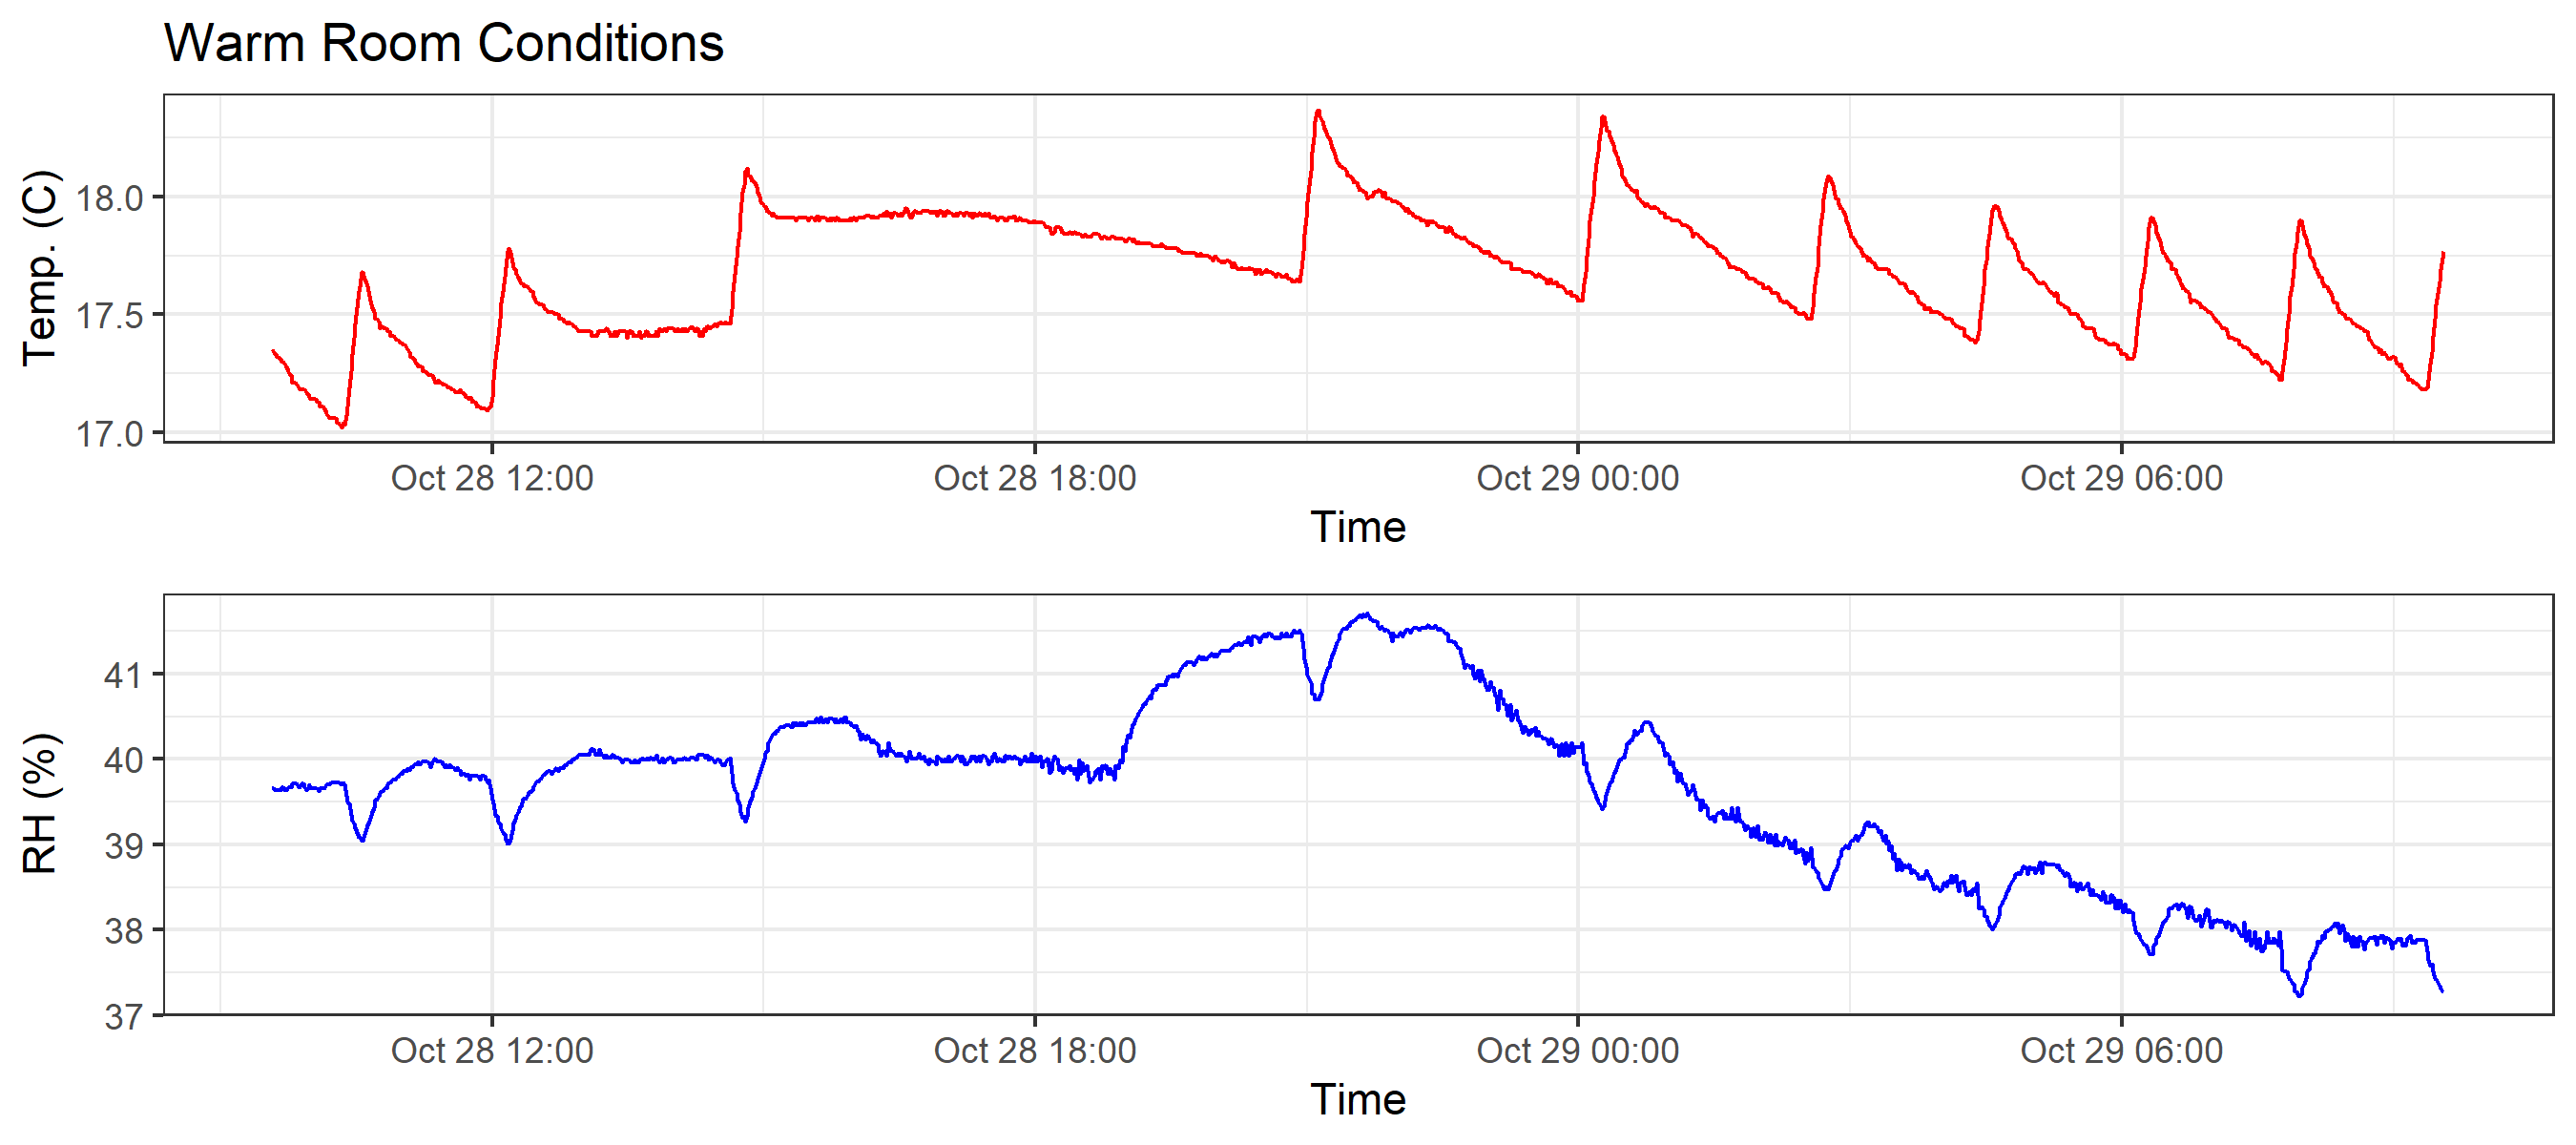 Warm Room Conditions
Temp. (C)
18.0
17.5
17.0
Oct 28 12:00 Oct 28 18:00 Oct 29 00:00 Oct 29 06:00
Time
RH (%)
41
40
39
38
37
Oct 28 12:00 Oct 28 18:00 Oct 29 00:00 Oct 29 06:00
Time